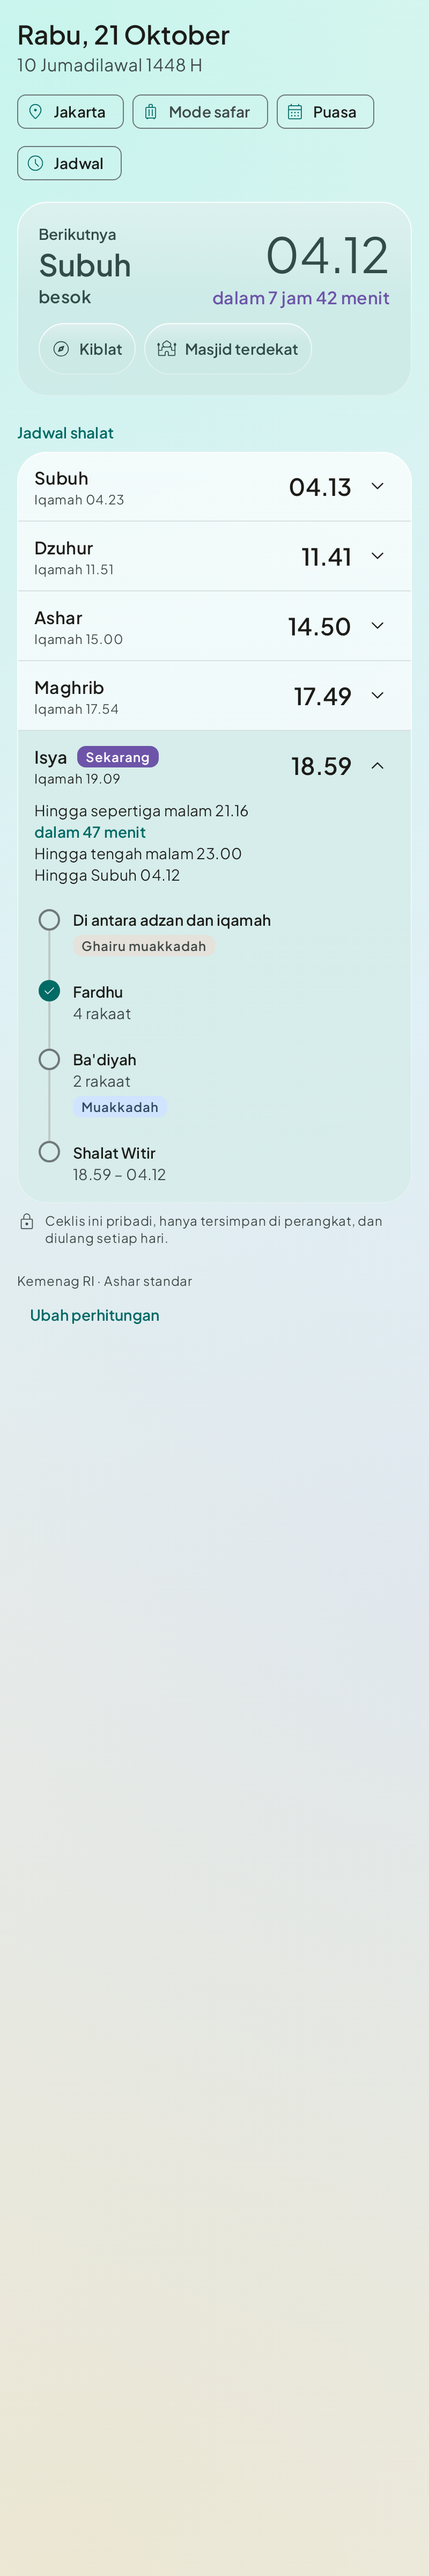 Rabu, 21 Oktober
10 Jumadilawal 1448 H
Jakarta
Mode safar
Puasa
Jadwal
Berikutnya
Subuh
besok
04.12
dalam 7 jam 42 menit
Kiblat
Masjid terdekat
Jadwal shalat
Subuh
Iqamah 04.23
04.13
Dzuhur
Iqamah 11.51
11.41
Ashar
Iqamah 15.00
14.50
Maghrib
Iqamah 17.54
17.49
Isya
Sekarang
Iqamah 19.09
18.59
Hingga sepertiga malam 21.16
dalam 47 menit
Hingga tengah malam 23.00
Hingga Subuh 04.12
Di antara adzan dan iqamah
Ghairu muakkadah
Fardhu
4 rakaat
Ba'diyah
2 rakaat
Muakkadah
Shalat Witir
18.59 – 04.12
Ceklis ini pribadi, hanya tersimpan di perangkat, dan
diulang setiap hari.
Kemenag RI · Ashar standar
Ubah perhitungan